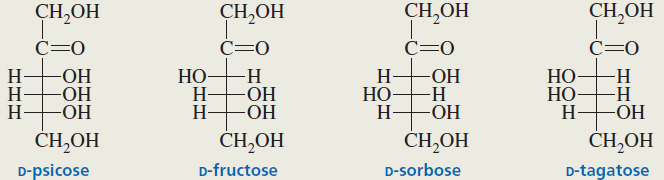 CH₂OH CH₂OH CH₂OH CH₂OH
C=O C=O C=O C=O
H OH HO H H OH HO H
H OH H OH HO H HO H
H OH H OH H OH H OH
CH₂OH CH₂OH CH₂OH CH₂OH
D-psicose D-fructose D-sorbose D-tagatose